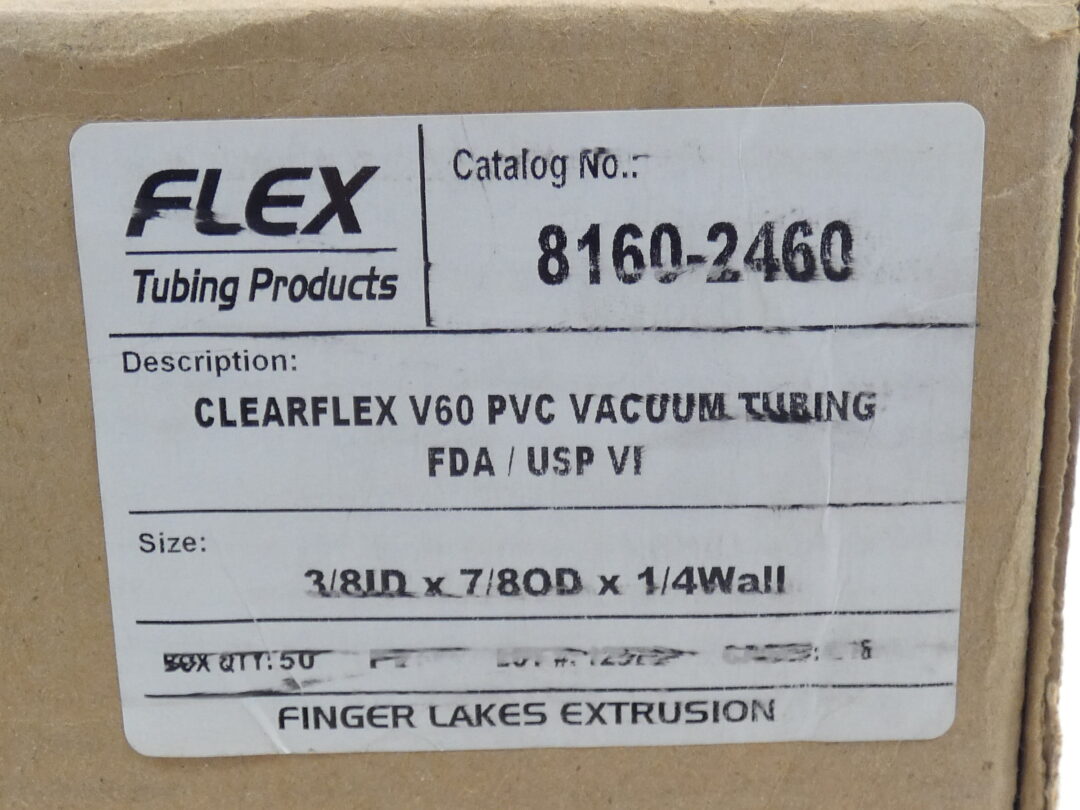 FLEX
Tubing Products
Catalog No.:
8160-2460
Description:
CLEARFLEX V60 PVC VACUUM TUBING
FDA / USP VI
Size:
3/8ID x 7/8OD x 1/4Wall
BOX QTY: 50 LOT #:
FINGER LAKES EXTRUSION